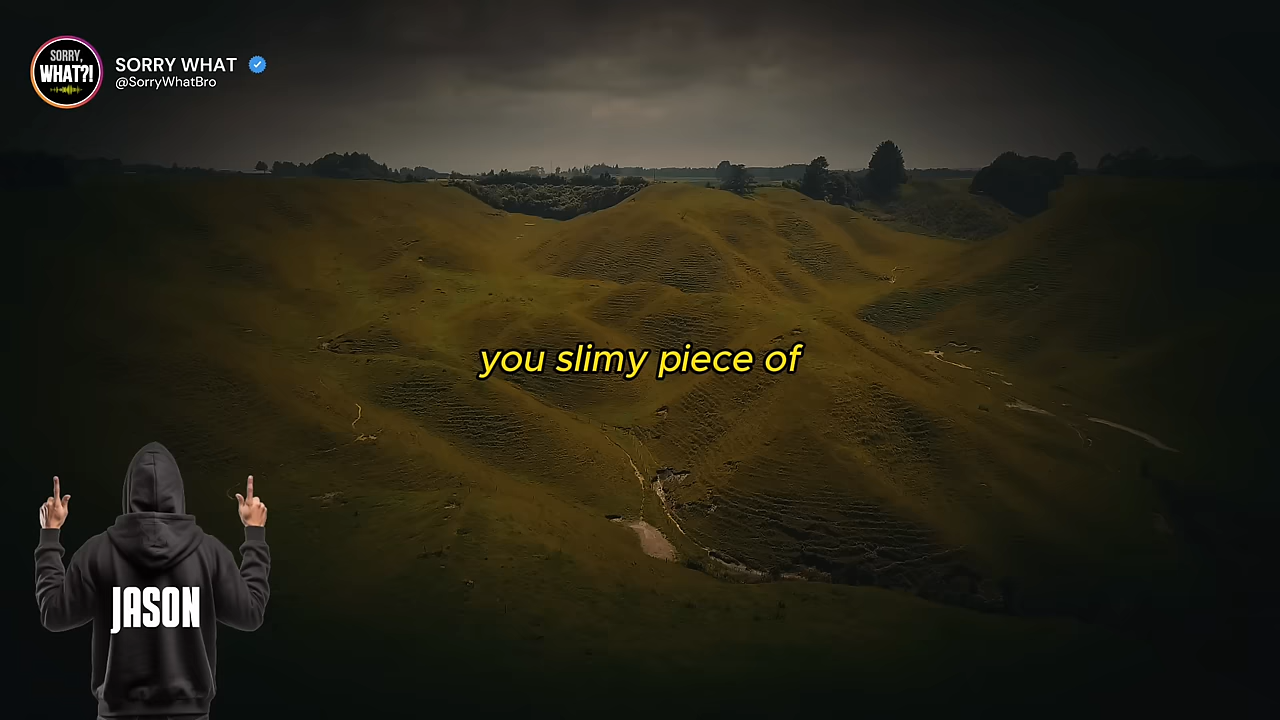 SORRY,
WHAT?!
SORRY WHAT
@SorryWhatBro
you slimy piece of
JASON